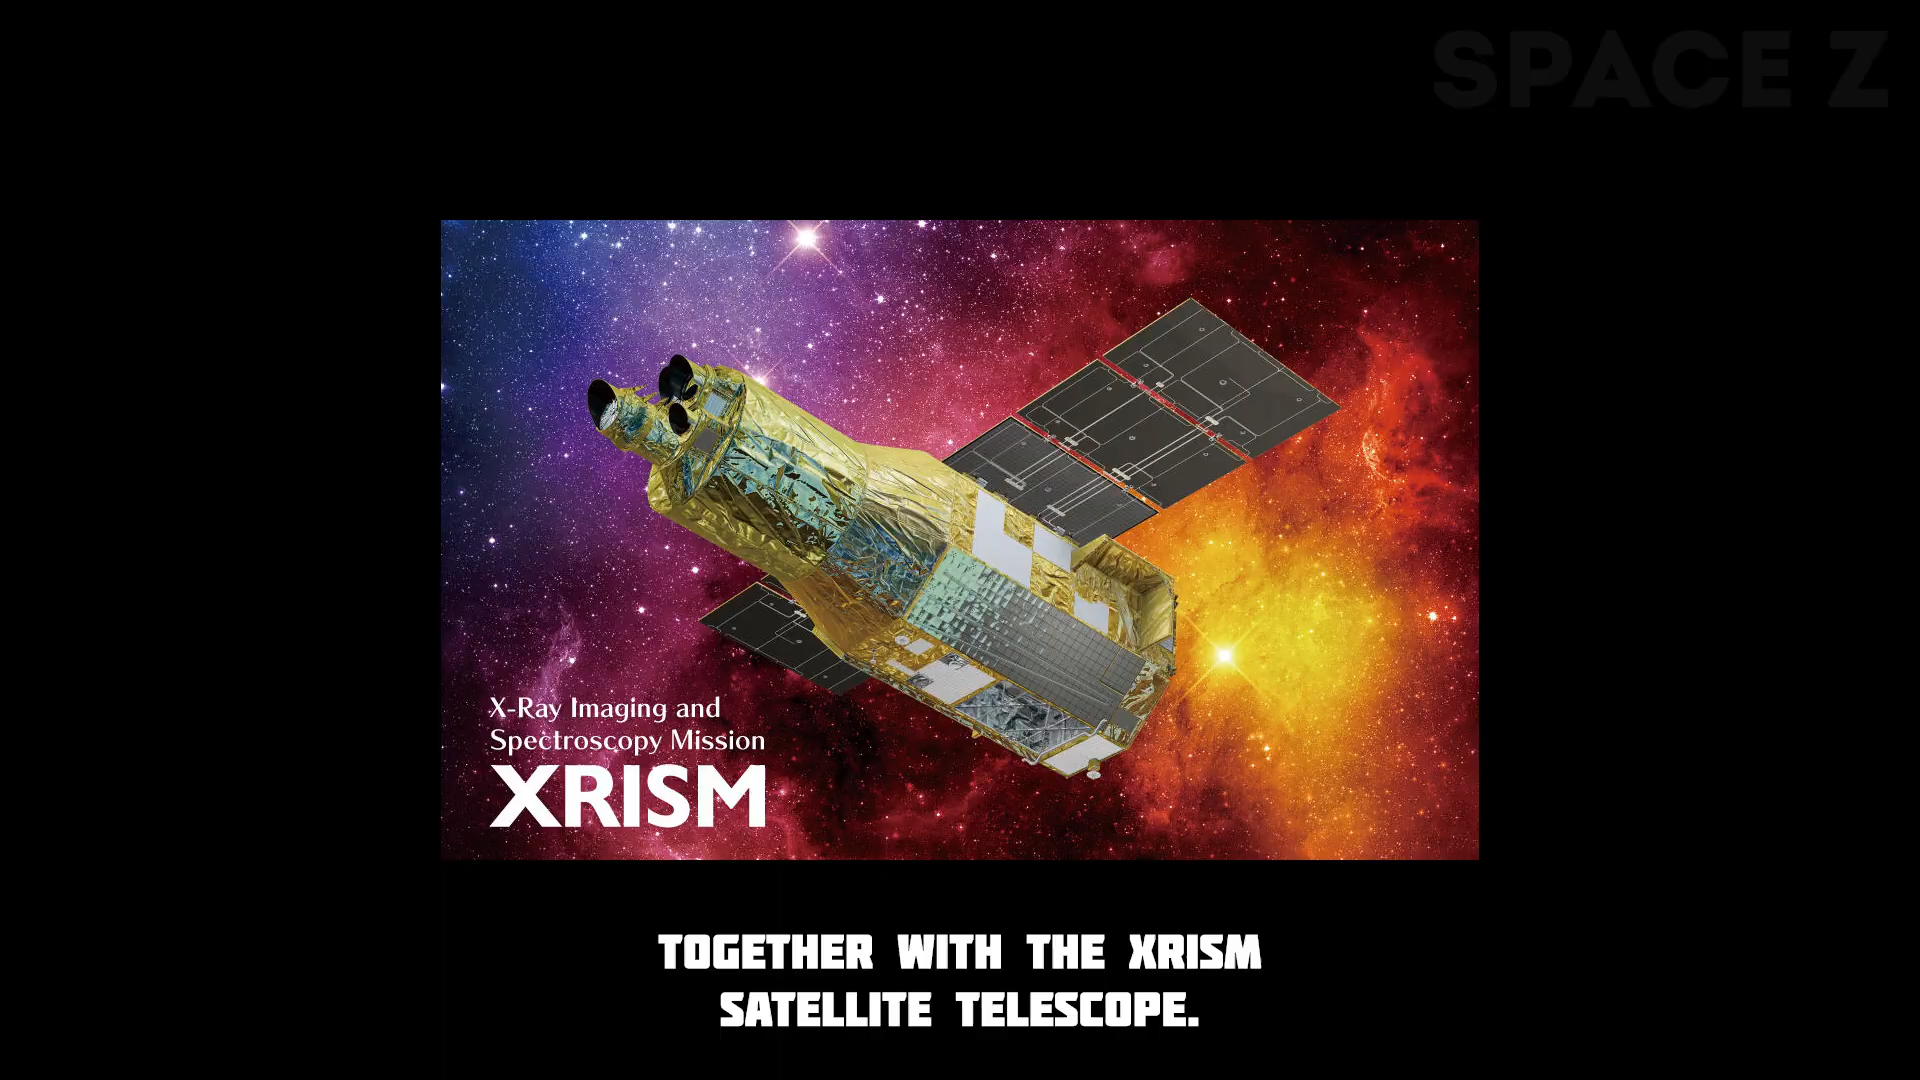 SPACE Z
X-Ray Imaging and
Spectroscopy Mission
XRISM
TOGETHER WITH THE XRISM
SATELLITE TELESCOPE.